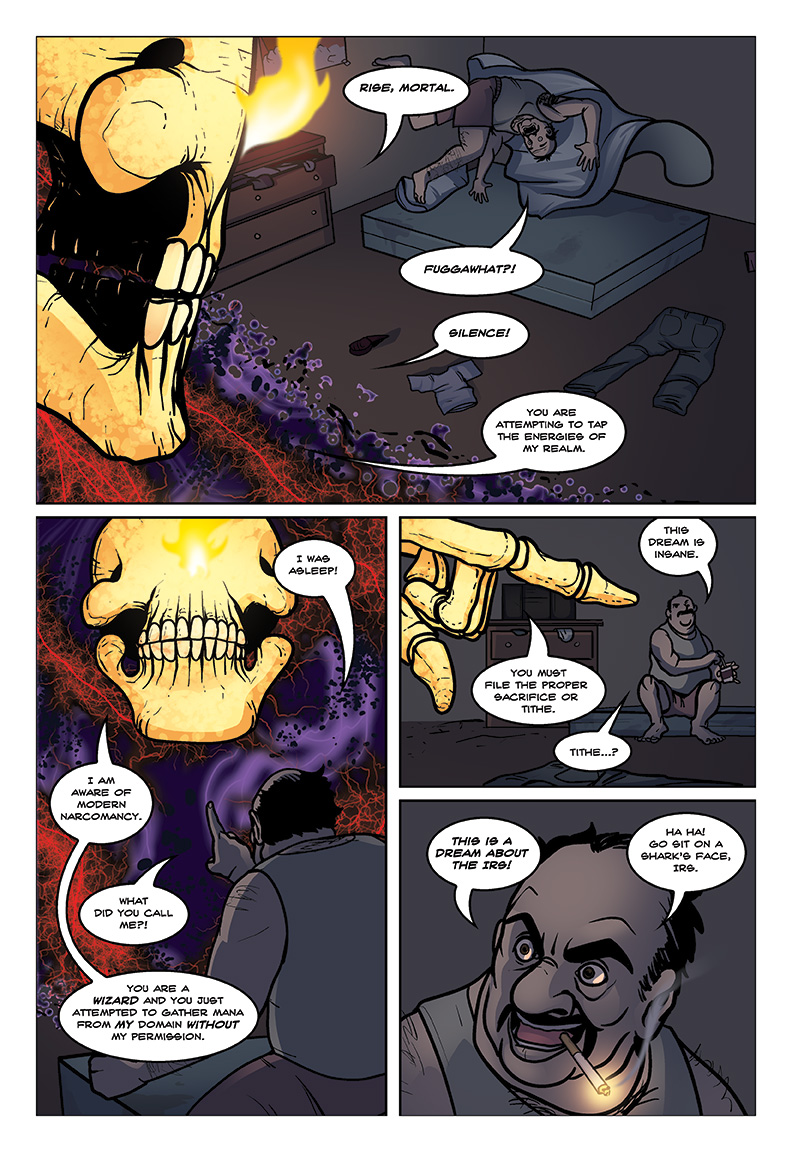 RISE, MORTAL.
FUGGAWHAT?!
SILENCE!
YOU ARE
ATTEMPTING TO TAP
THE ENERGIES OF
MY REALM.
I WAS
ASLEEP!
I AM
AWARE OF
MODERN
NARCOMANCY.
WHAT
DID YOU CALL
ME?!
YOU ARE A
WIZARD AND YOU JUST
ATTEMPTED TO GATHER MANA
FROM MY DOMAIN WITHOUT
MY PERMISSION.
THIS
DREAM IS
INSANE.
YOU MUST
FILE THE PROPER
SACRIFICE OR
TITHE.
TITHE...?
THIS IS A
DREAM ABOUT
THE IRS!
HA HA!
GO SIT ON A
SHARK'S FACE,
IRS.